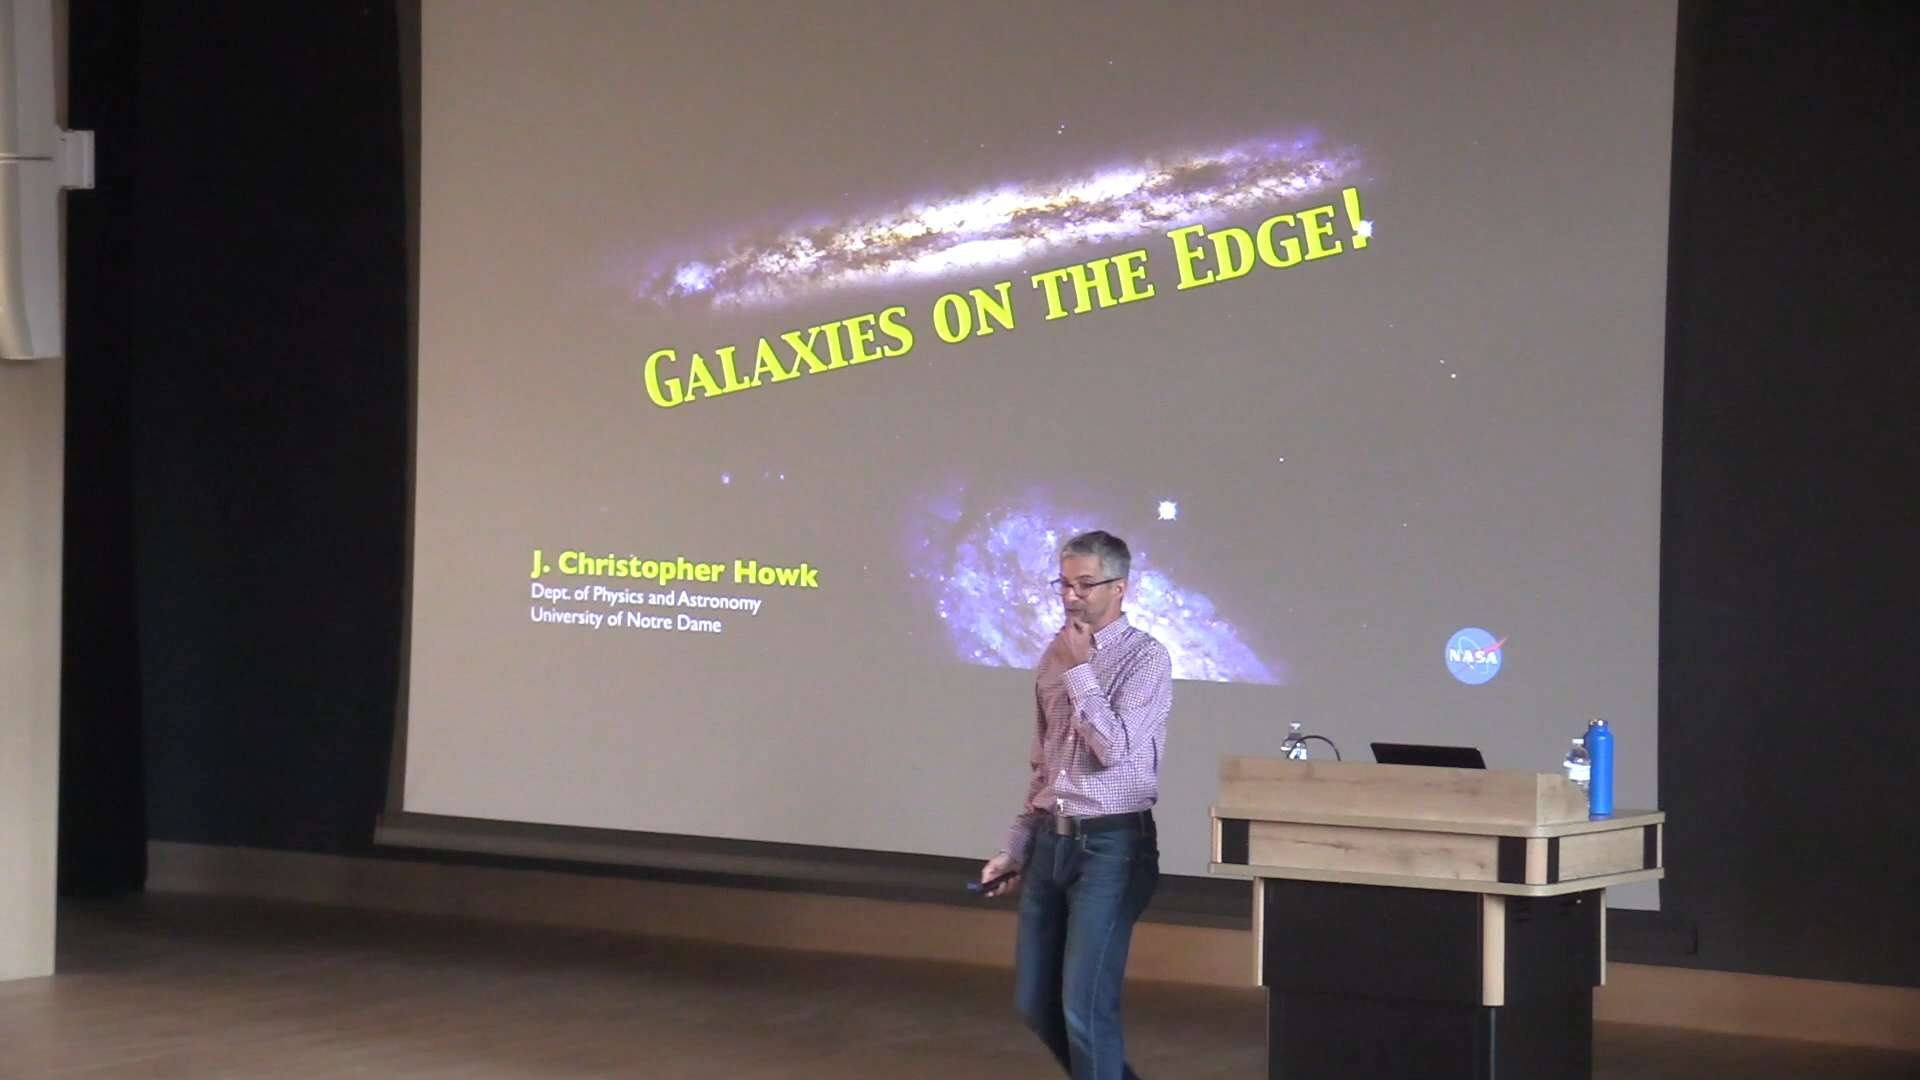 GALAXIES ON THE EDGE!
J. Christopher Howk
Dept. of Physics and Astronomy
University of Notre Dame
NASA